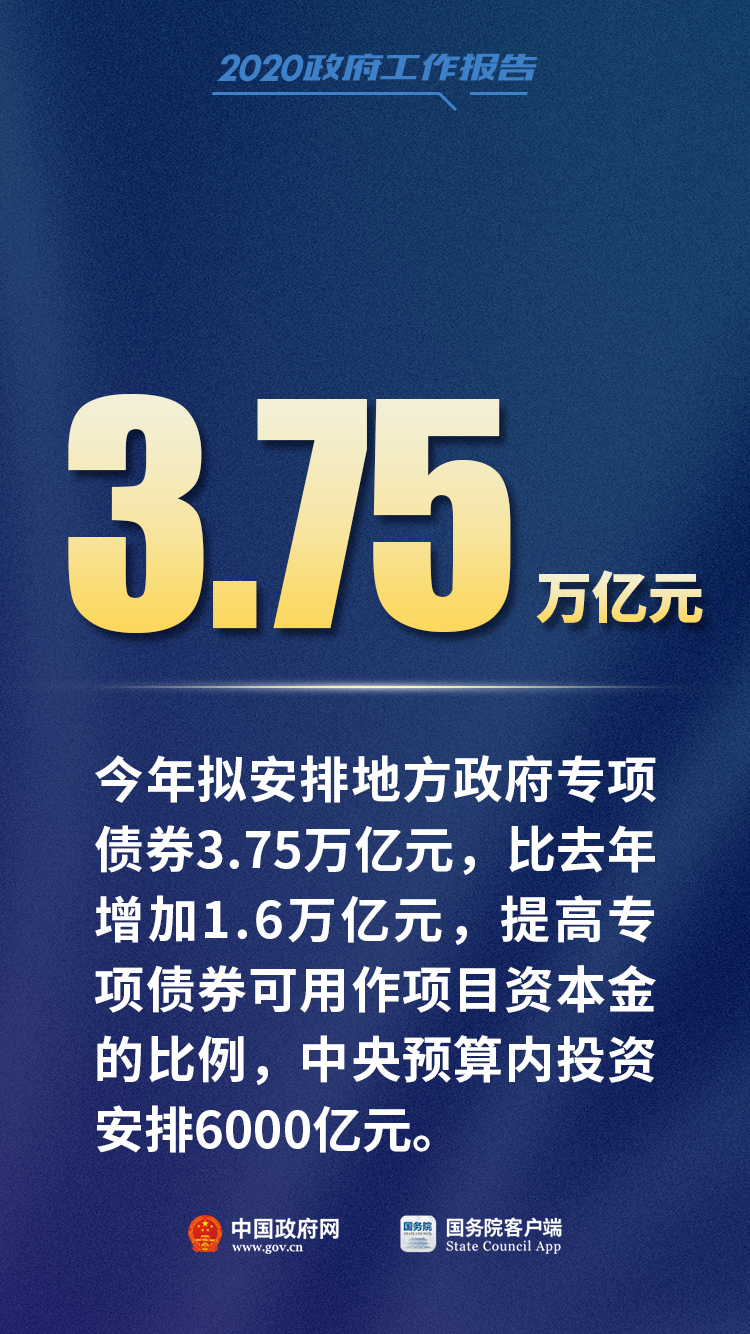 2020政府工作报告
3.75万亿元
今年拟安排地方政府专项
债券3.75万亿元，比去年
增加1.6万亿元，提高专
项债券可用作项目资本金
的比例，中央预算内投资
安排6000亿元。
中国政府网
www.gov.cn
国务院
STATE COUNCIL
国务院客户端
State Council App